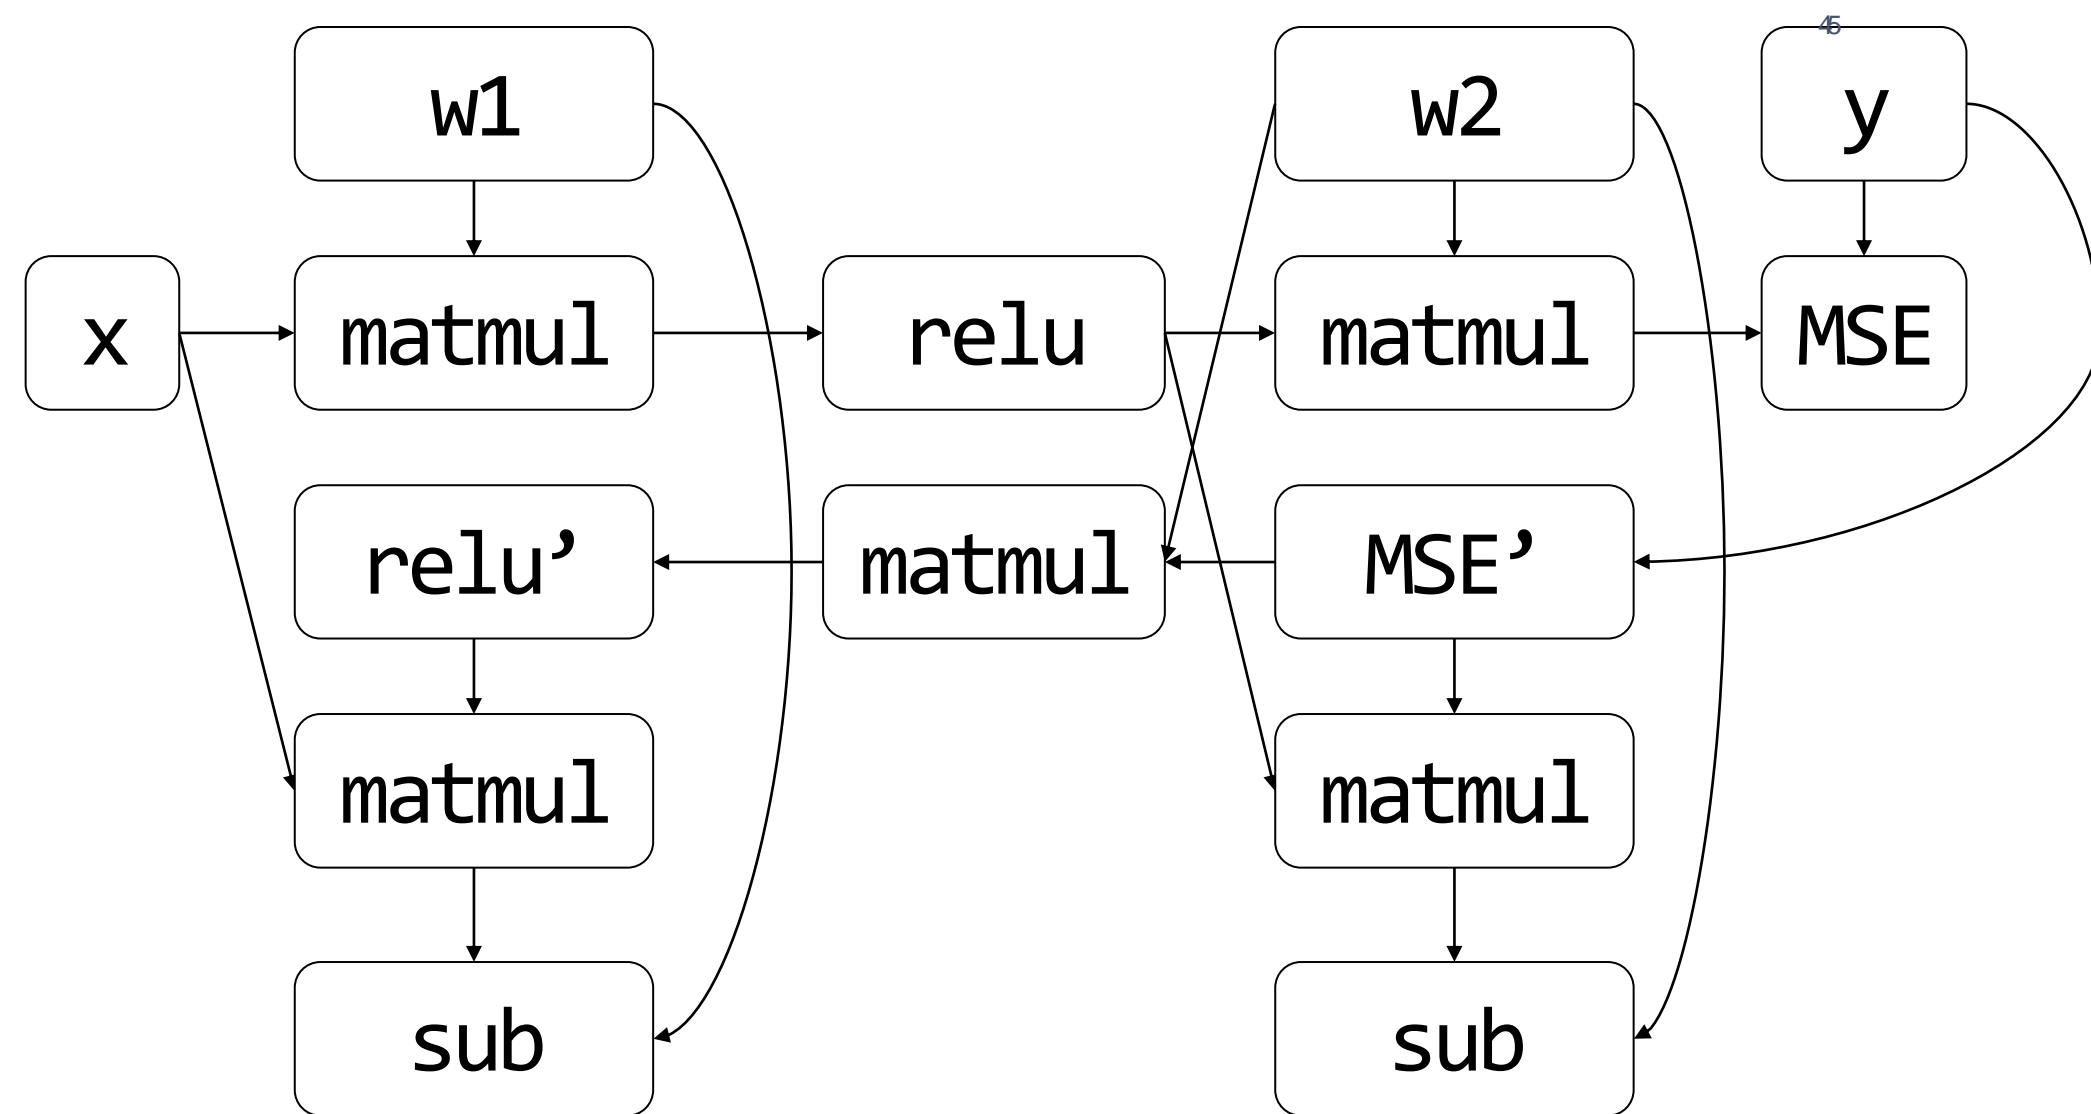 45
w1
w2
y
x
matmul
relu
matmul
MSE
relu’
matmul
MSE’
matmul
matmul
sub
sub